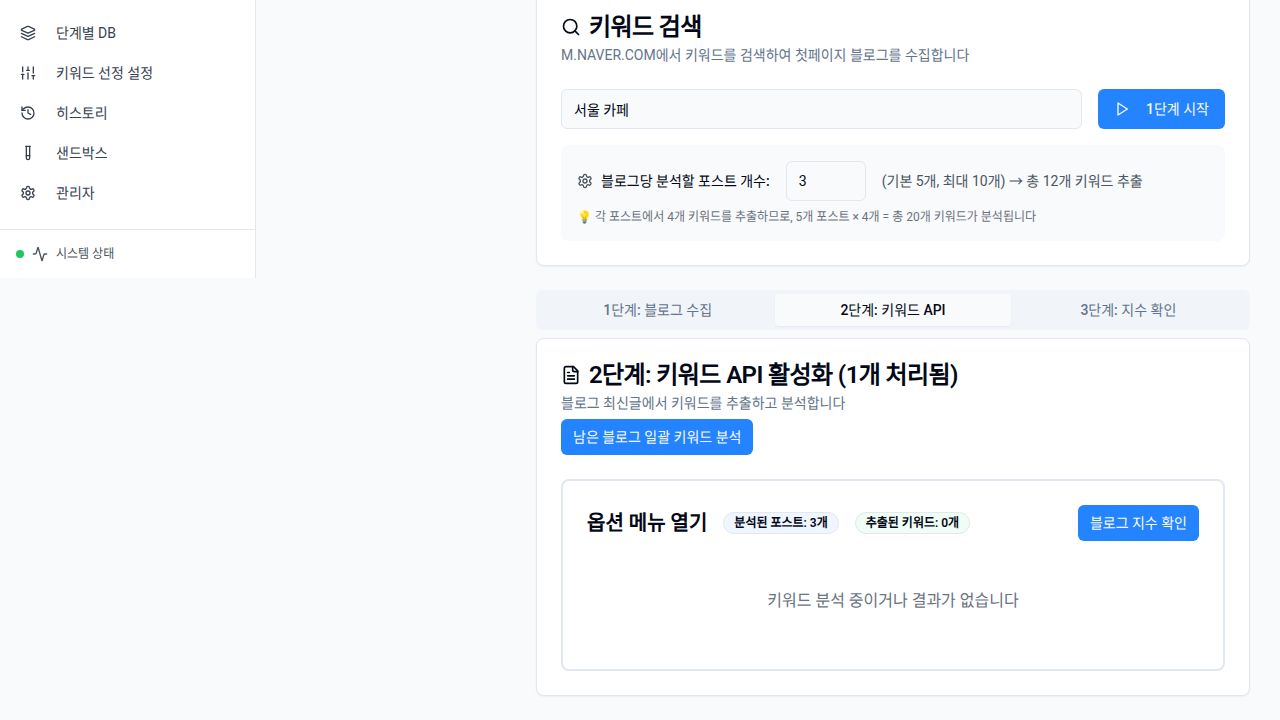 단계별 DB
키워드 선정 설정
히스토리
샌드박스
관리자
시스템 상태
키워드 검색
M.NAVER.COM에서 키워드를 검색하여 첫페이지 블로그를 수집합니다
서울 카페
1단계 시작
블로그당 분석할 포스트 개수:
3
(기본 5개, 최대 10개) → 총 12개 키워드 추출
💡 각 포스트에서 4개 키워드를 추출하므로, 5개 포스트 × 4개 = 총 20개 키워드가 분석됩니다
1단계: 블로그 수집
2단계: 키워드 API
3단계: 지수 확인
2단계: 키워드 API 활성화 (1개 처리됨)
블로그 최신글에서 키워드를 추출하고 분석합니다
남은 블로그 일괄 키워드 분석
옵션 메뉴 열기
분석된 포스트: 3개
추출된 키워드: 0개
블로그 지수 확인
키워드 분석 중이거나 결과가 없습니다